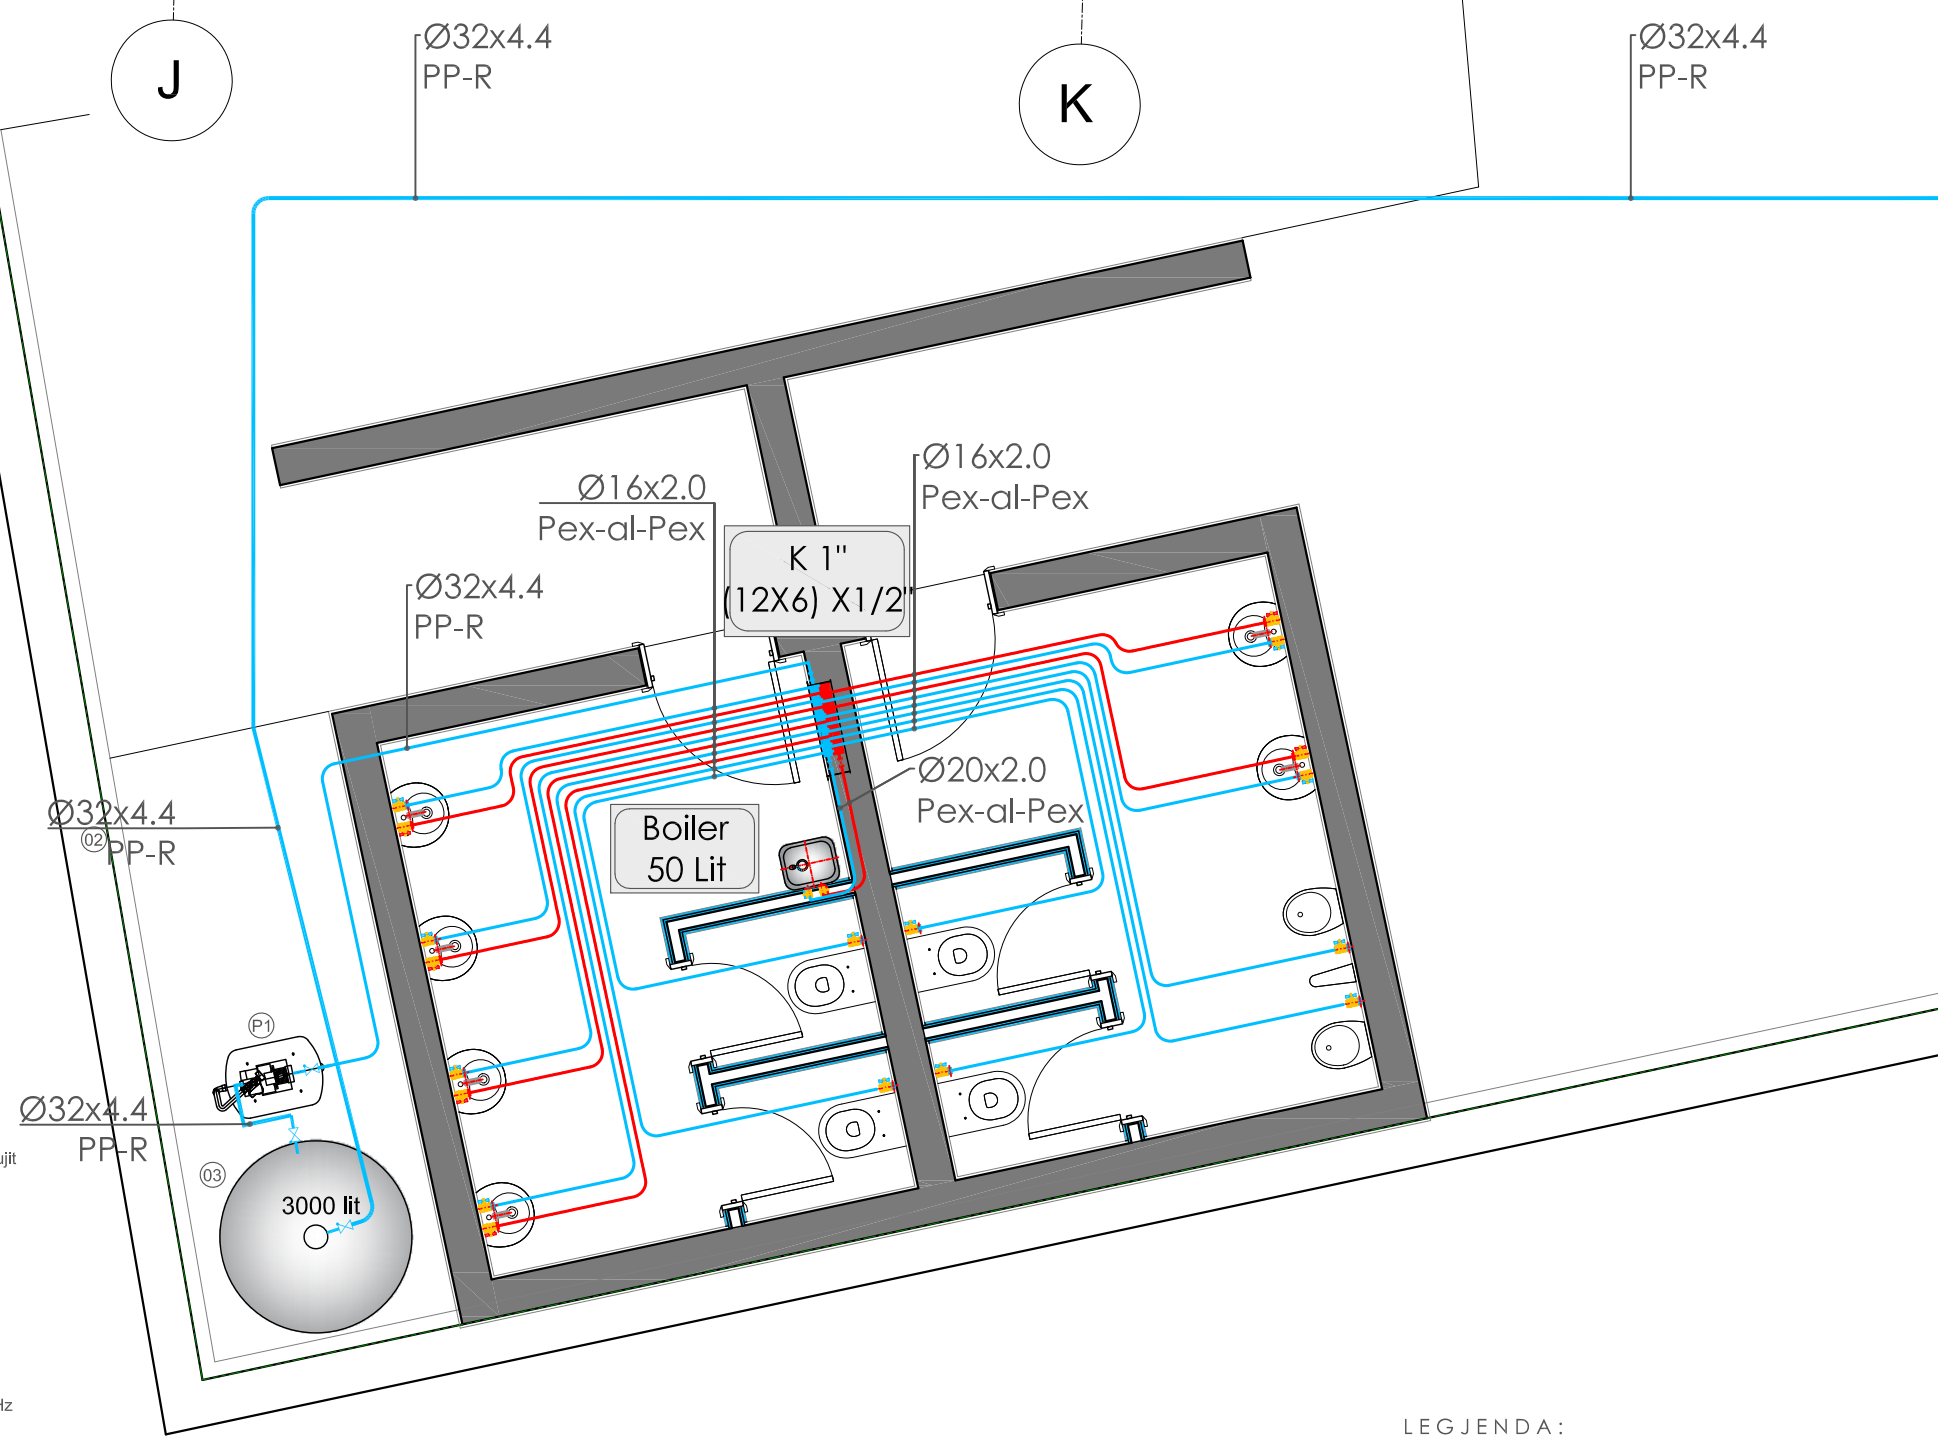 J
Ø32x4.4
PP-R
K
Ø32x4.4
PP-R
Ø16x2.0
Pex-al-Pex
Ø16x2.0
Pex-al-Pex
K 1"
(12X6) X1/2"
Ø32x4.4
PP-R
Ø20x2.0
Pex-al-Pex
Ø32x4.4
02
PP-R
Boiler
50 Lit
P1
Ø32x4.4
PP-R
ujit
03
3000 lit
Hz
LEGJENDA: